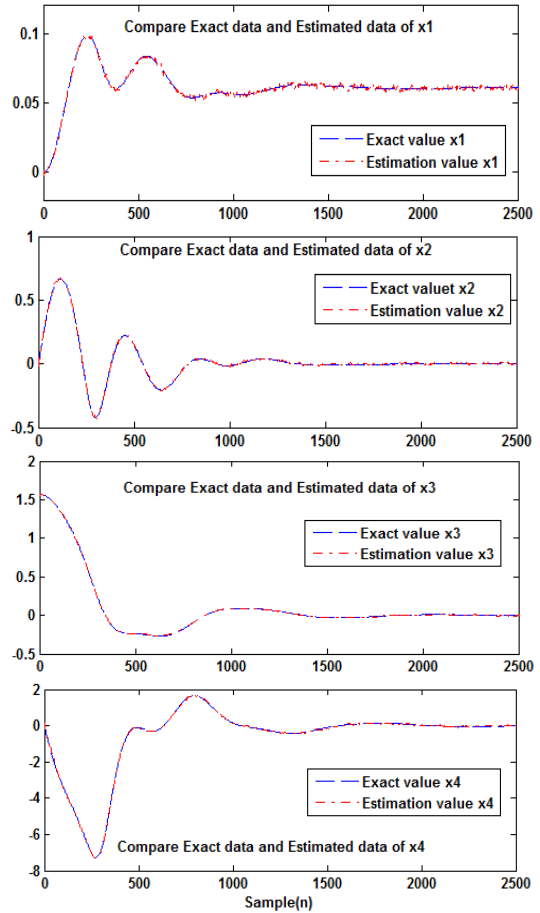 Compare Exact data and Estimated data of x1
0.1
0.05
0
Exact value x1
Estimation value x1
0 500 1000 1500 2000 2500
Compare Exact data and Estimated data of x2
1
0.5
0
-0.5
Exact valuet x2
Estimation value x2
0 500 1000 1500 2000 2500
2
Compare Exact data and Estimated data of x3
1.5
1
0.5
0
-0.5
Exact value x3
Estimation value x3
0 500 1000 1500 2000 2500
2
0
-2
-4
-6
-8
Exact value x4
Estimation value x4
Compare Exact data and Estimated data of x4
0 500 1000 1500 2000 2500
Sample(n)